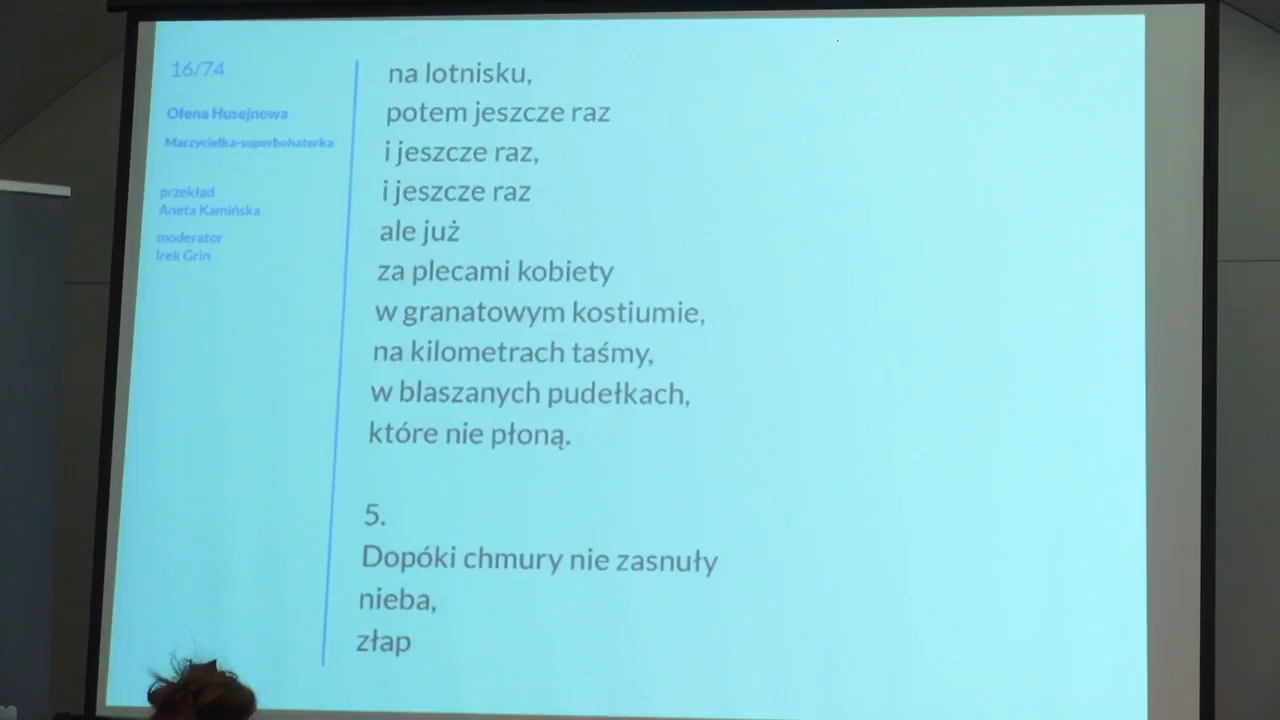 16/74
Olena Husejnowa
Marzycielka-superbohaterka
przekład
Aneta Kamińska
moderator
Irek Grin
na lotnisku,
potem jeszcze raz
i jeszcze raz,
i jeszcze raz
ale już
za plecami kobiety
w granatowym kostiumie,
na kilometrach taśmy,
w blaszanych pudełkach,
które nie płoną.
5.
Dopóki chmury nie zasnuły
nieba,
złap